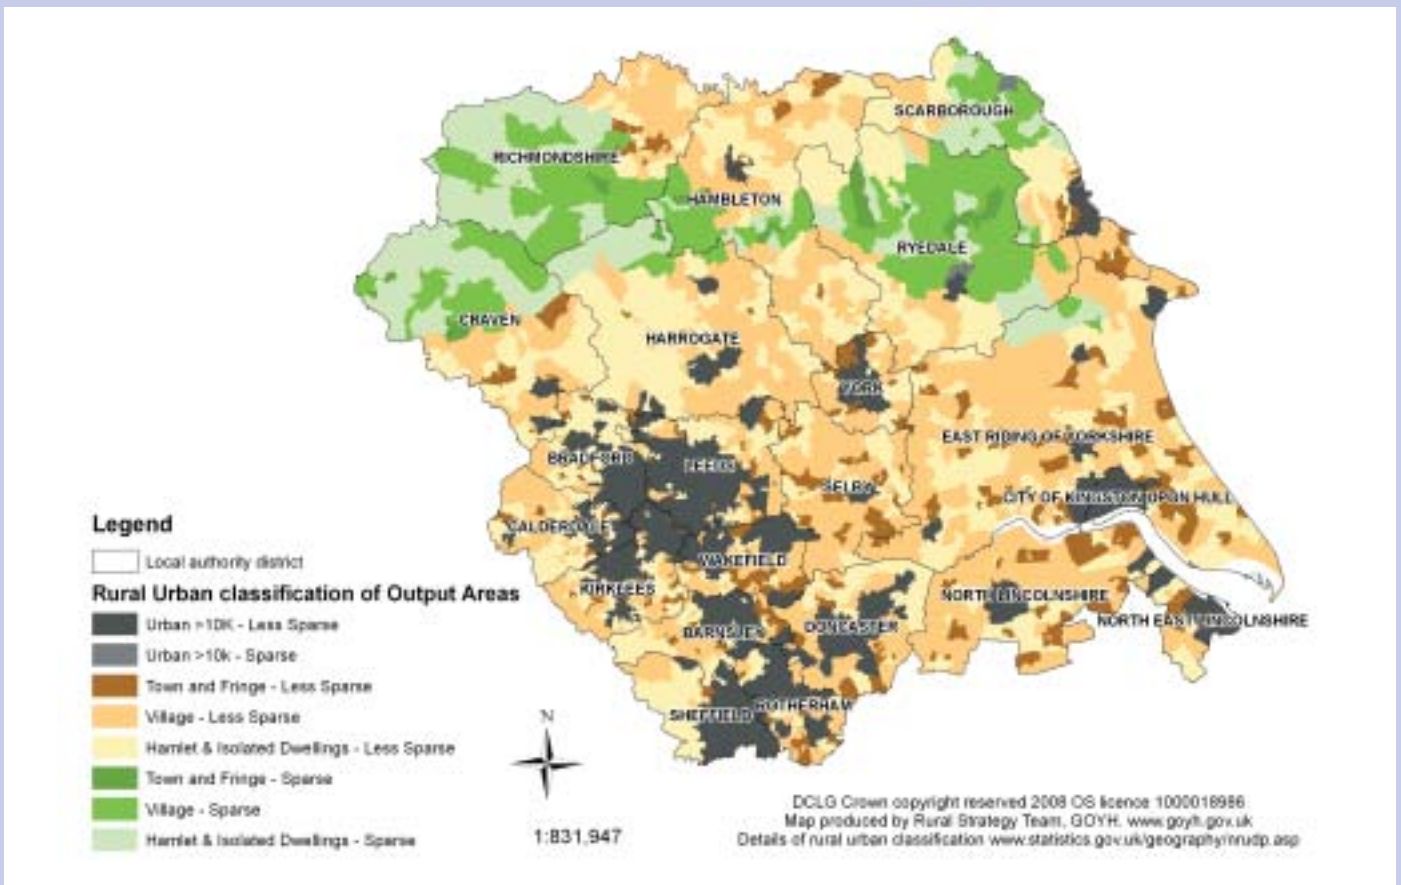 SCARBOROUGH
RICHMONDSHIRE
HAMBLETON
RYEDALE
CRAVEN
HARROGATE
YORK
EAST RIDING OF YORKSHIRE
BRADFORD
LEEDS
SELBY
CITY OF KINGSTON UPON HULL
CALDERDALE
WAKEFIELD
KIRKLEES
NORTH LINCOLNSHIRE
NORTH EAST LINCOLNSHIRE
BARNSLEY
DONCASTER
SHEFFIELD
ROTHERHAM
Legend
Local authority district
Rural Urban classification of Output Areas
Urban >10K - Less Sparse
Urban >10k - Sparse
Town and Fringe - Less Sparse
Village - Less Sparse
Hamlet & Isolated Dwellings - Less Sparse
Town and Fringe - Sparse
Village - Sparse
Hamlet & Isolated Dwellings - Sparse
N
1:831,947
DCLG Crown copyright reserved 2008 OS licence 1000018986
Map produced by Rural Strategy Team, GOYH. www.goyh.gov.uk
Details of rural urban classification www.statistics.gov.uk/geography/nrudp.asp